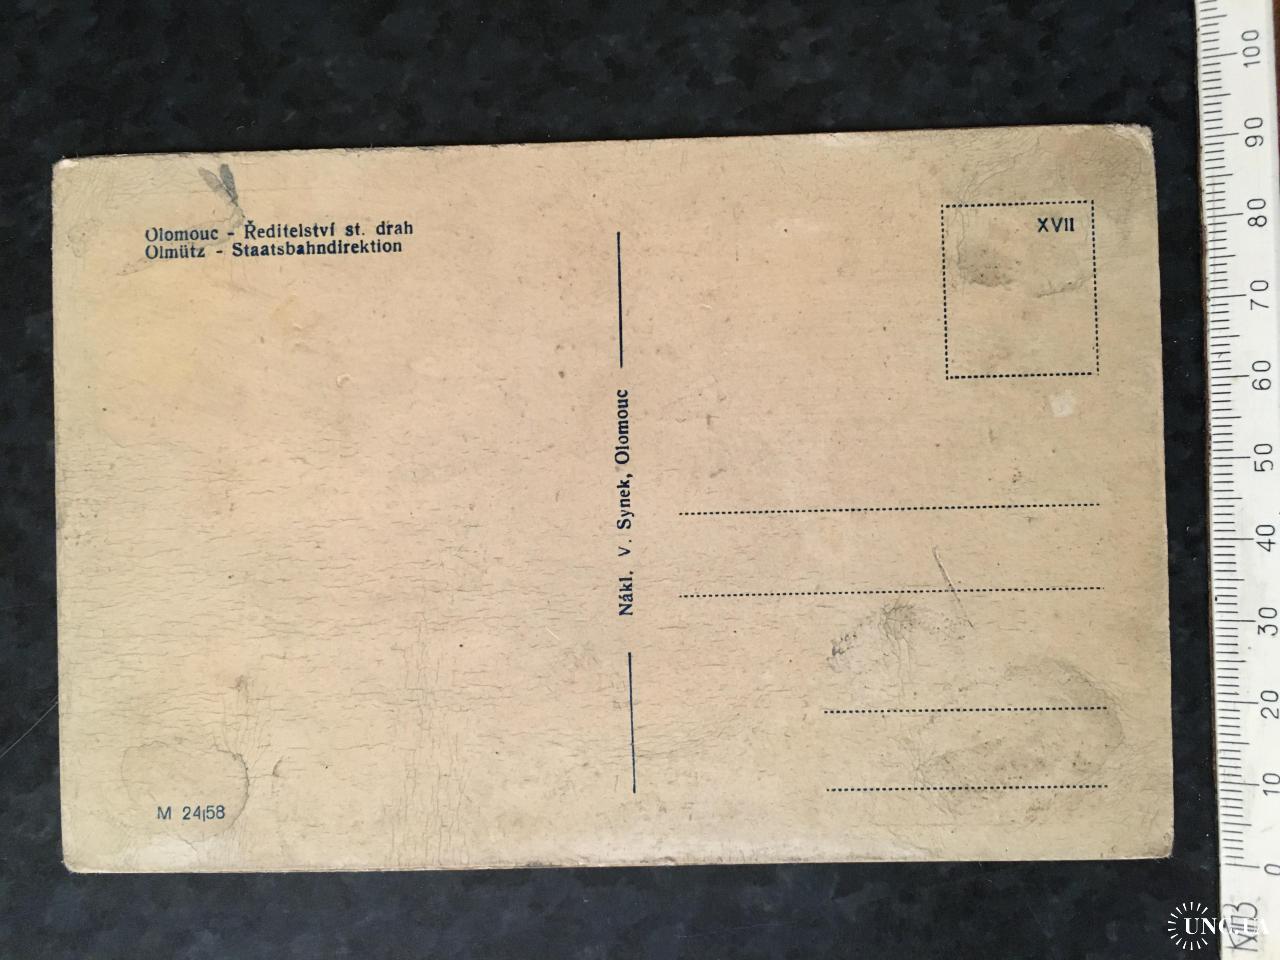 Olomouc - Ředitelství st. drah
Olmütz - Staatsbahndirektion
XVII
Nákl. V. Synek, Olomouc
M 24|58
100
90
80
70
60
50
40
30
20
10
0
UNC.UA